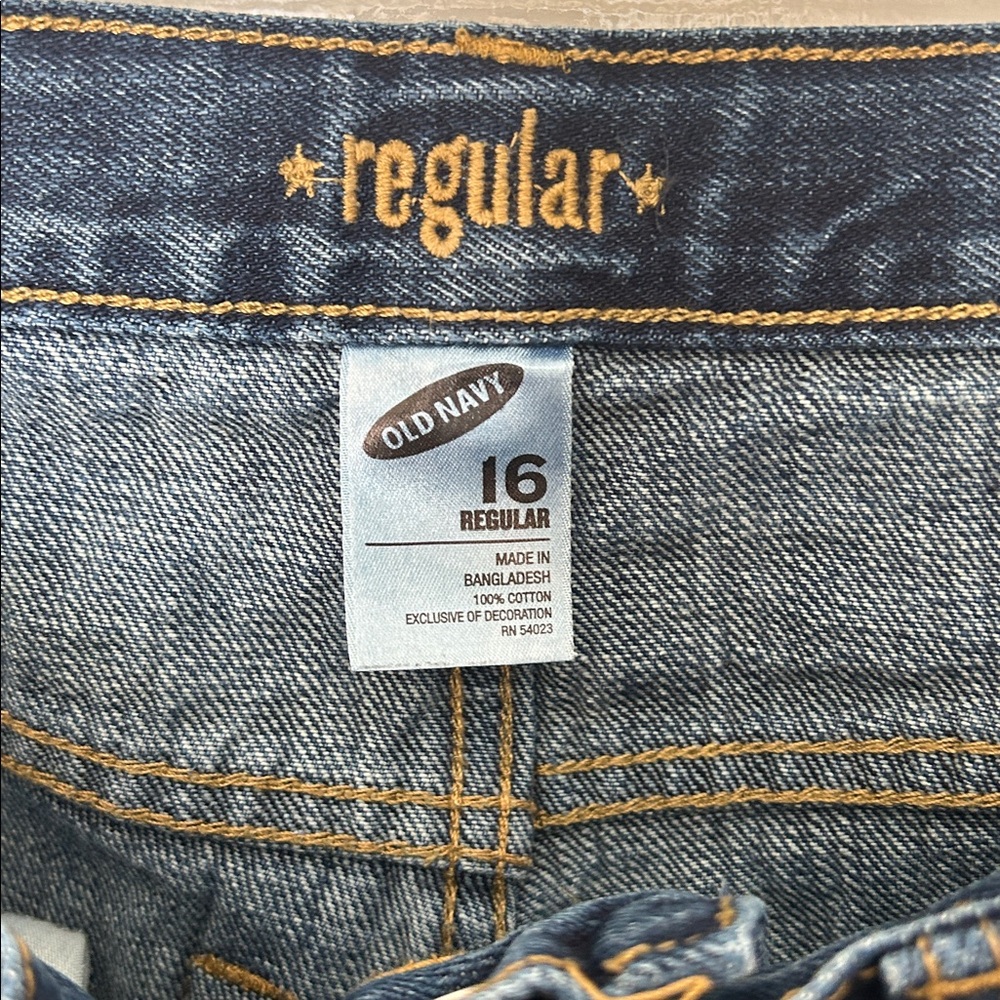 regular
OLD NAVY
16
REGULAR
MADE IN
BANGLADESH
100% COTTON
EXCLUSIVE OF DECORATION
RN 54023